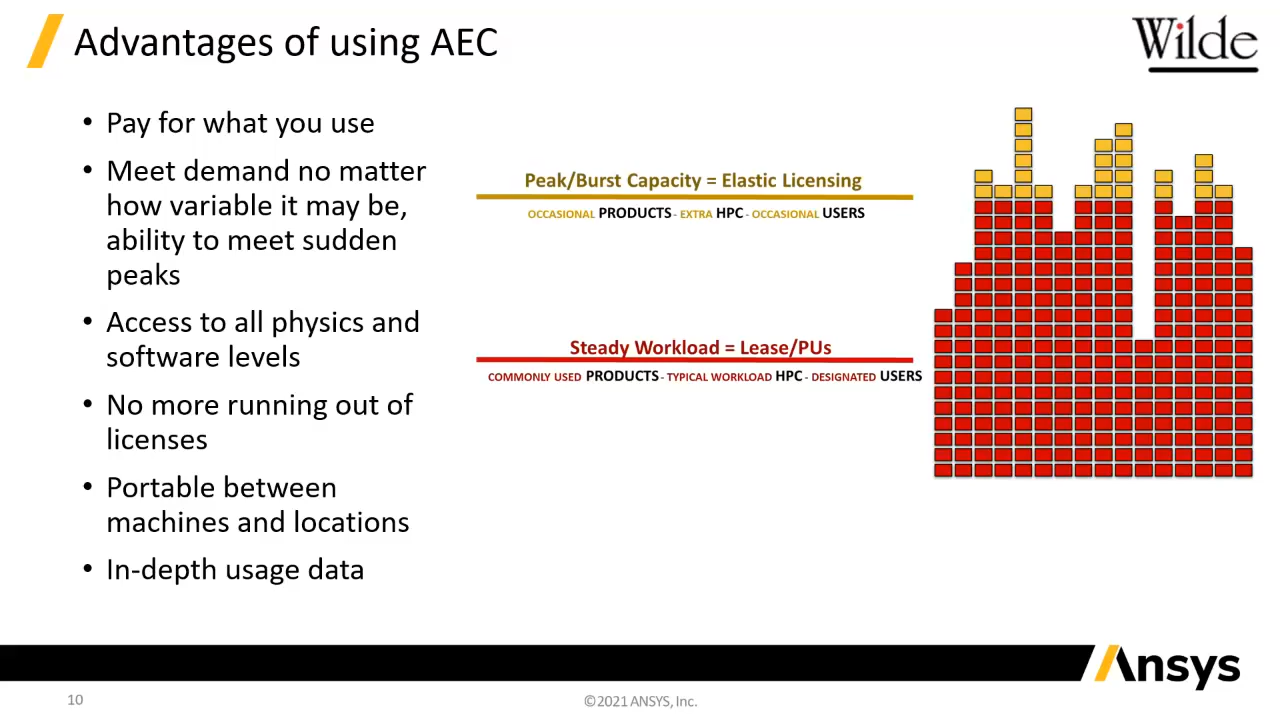 Advantages of using AEC
Wilde
• Pay for what you use
• Meet demand no matter
how variable it may be,
ability to meet sudden
peaks
• Access to all physics and
software levels
• No more running out of
licenses
• Portable between
machines and locations
• In-depth usage data
Peak/Burst Capacity = Elastic Licensing
OCCASIONAL PRODUCTS - EXTRA HPC - OCCASIONAL USERS
Steady Workload = Lease/PUs
COMMONLY USED PRODUCTS - TYPICAL WORKLOAD HPC - DESIGNATED USERS
Ansys
10
©2021 ANSYS, Inc.